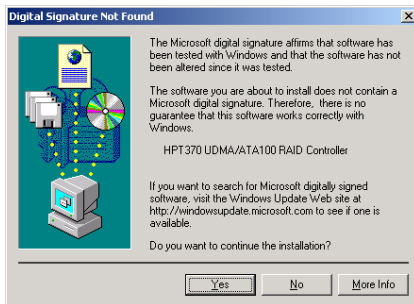 Digital Signature Not Found
The Microsoft digital signature affirms that software has
been tested with Windows and that the software has not
been altered since it was tested.
The software you are about to install does not contain a
Microsoft digital signature. Therefore, there is no
guarantee that this software works correctly with
Windows.
HPT370 UDMA/ATA100 RAID Controller
If you want to search for Microsoft digitally signed
software, visit the Windows Update Web site at
http://windowsupdate.microsoft.com to see if one is
available.
Do you want to continue the installation?
Yes No More Info